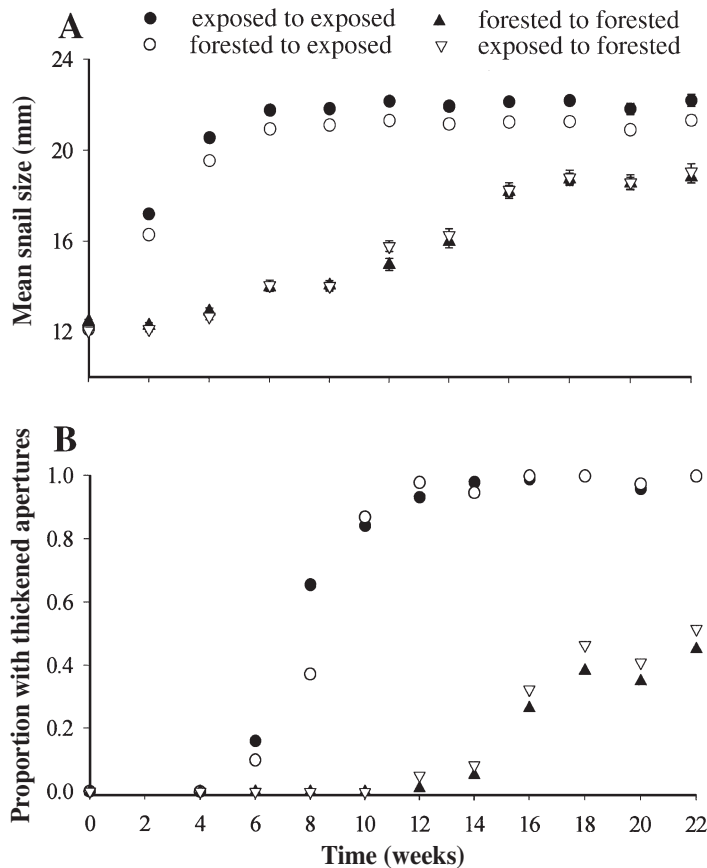 A
exposed to exposed
forested to forested
forested to exposed
exposed to forested
24
20
16
12
Mean snail size (mm)
B
1.0
0.8
0.6
0.4
0.2
0.0
Proportion with thickened apertures
0 2 4 6 8 10 12 14 16 18 20 22
Time (weeks)